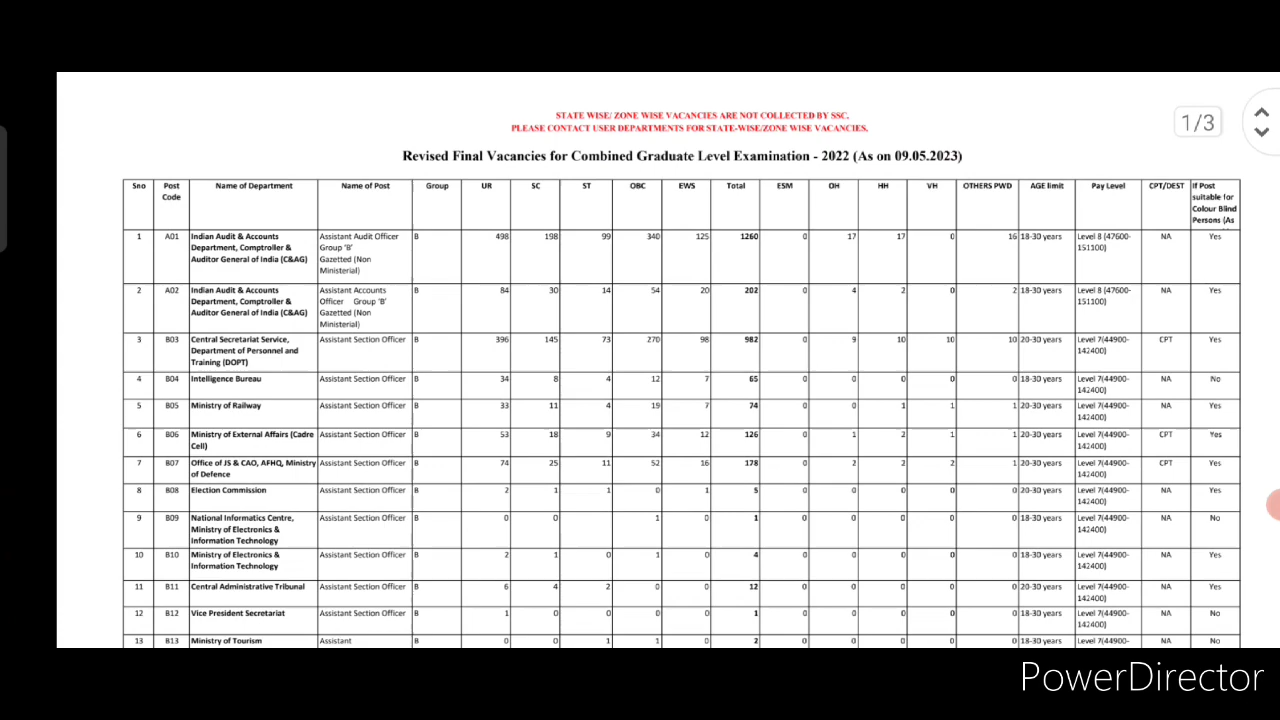 STATE WISE/ ZONE WISE VACANCIES ARE NOT COLLECTED BY SSC.
PLEASE CONTACT USER DEPARTMENTS FOR STATE-WISE/ZONE WISE VACANCIES.
1/3
Revised Final Vacancies for Combined Graduate Level Examination - 2022 (As on 09.05.2023)
Sno Post Code Name of Department Name of Post Group UR SC ST OBC EWS Total ESM OH HH VH OTHERS PWD AGE limit Pay Level CPT/DEST If Post suitable for Colour Blind Persons (As
1 A01 Indian Audit & Accounts Department, Comptroller & Auditor General of India (C&AG) Assistant Audit Officer Group 'B' Gazetted (Non Ministerial) B 498 198 99 340 125 1260 0 17 17 0 16 18-30 years Level 8 (47600-151100) NA Yes
2 A02 Indian Audit & Accounts Department, Comptroller & Auditor General of India (C&AG) Assistant Accounts Officer Group 'B' Gazetted (Non Ministerial) B 84 30 14 54 20 202 0 4 2 0 2 18-30 years Level 8 (47600-151100) NA Yes
3 B03 Central Secretariat Service, Department of Personnel and Training (DOPT) Assistant Section Officer B 396 145 73 270 98 982 0 9 10 10 10 20-30 years Level 7(44900-142400) CPT Yes
4 B04 Intelligence Bureau Assistant Section Officer B 34 8 4 12 7 65 0 0 0 0 0 18-30 years Level 7(44900-142400) NA No
5 B05 Ministry of Railway Assistant Section Officer B 33 11 4 19 7 74 0 0 1 1 1 20-30 years Level 7(44900-142400) NA Yes
6 B06 Ministry of External Affairs (Cadre Cell) Assistant Section Officer B 53 18 9 34 12 126 0 1 2 1 1 20-30 years Level 7(44900-142400) CPT Yes
7 B07 Office of JS & CAO, AFHQ, Ministry of Defence Assistant Section Officer B 74 25 11 52 16 178 0 2 2 2 1 20-30 years Level 7(44900-142400) CPT Yes
8 B08 Election Commission Assistant Section Officer B 2 1 1 0 1 5 0 0 0 0 0 20-30 years Level 7(44900-142400) NA Yes
9 B09 National Informatics Centre, Ministry of Electronics & Information Technology Assistant Section Officer B 0 0 1 0 1 0 0 0 0 0 18-30 years Level 7(44900-142400) NA No
10 B10 Ministry of Electronics & Information Technology Assistant Section Officer B 2 1 0 1 0 4 0 0 0 0 0 18-30 years Level 7(44900-142400) NA Yes
11 B11 Central Administrative Tribunal Assistant Section Officer B 6 4 2 0 0 12 0 0 0 0 0 20-30 years Level 7(44900-142400) NA Yes
12 B12 Vice President Secretariat Assistant Section Officer B 1 0 0 0 0 1 0 0 0 0 0 18-30 years Level 7(44900-142400) NA No
13 B13 Ministry of Tourism Assistant B 0 0 1 1 0 2 0 0 0 0 0 18-30 years Level 7(44900- NA No
PowerDirector